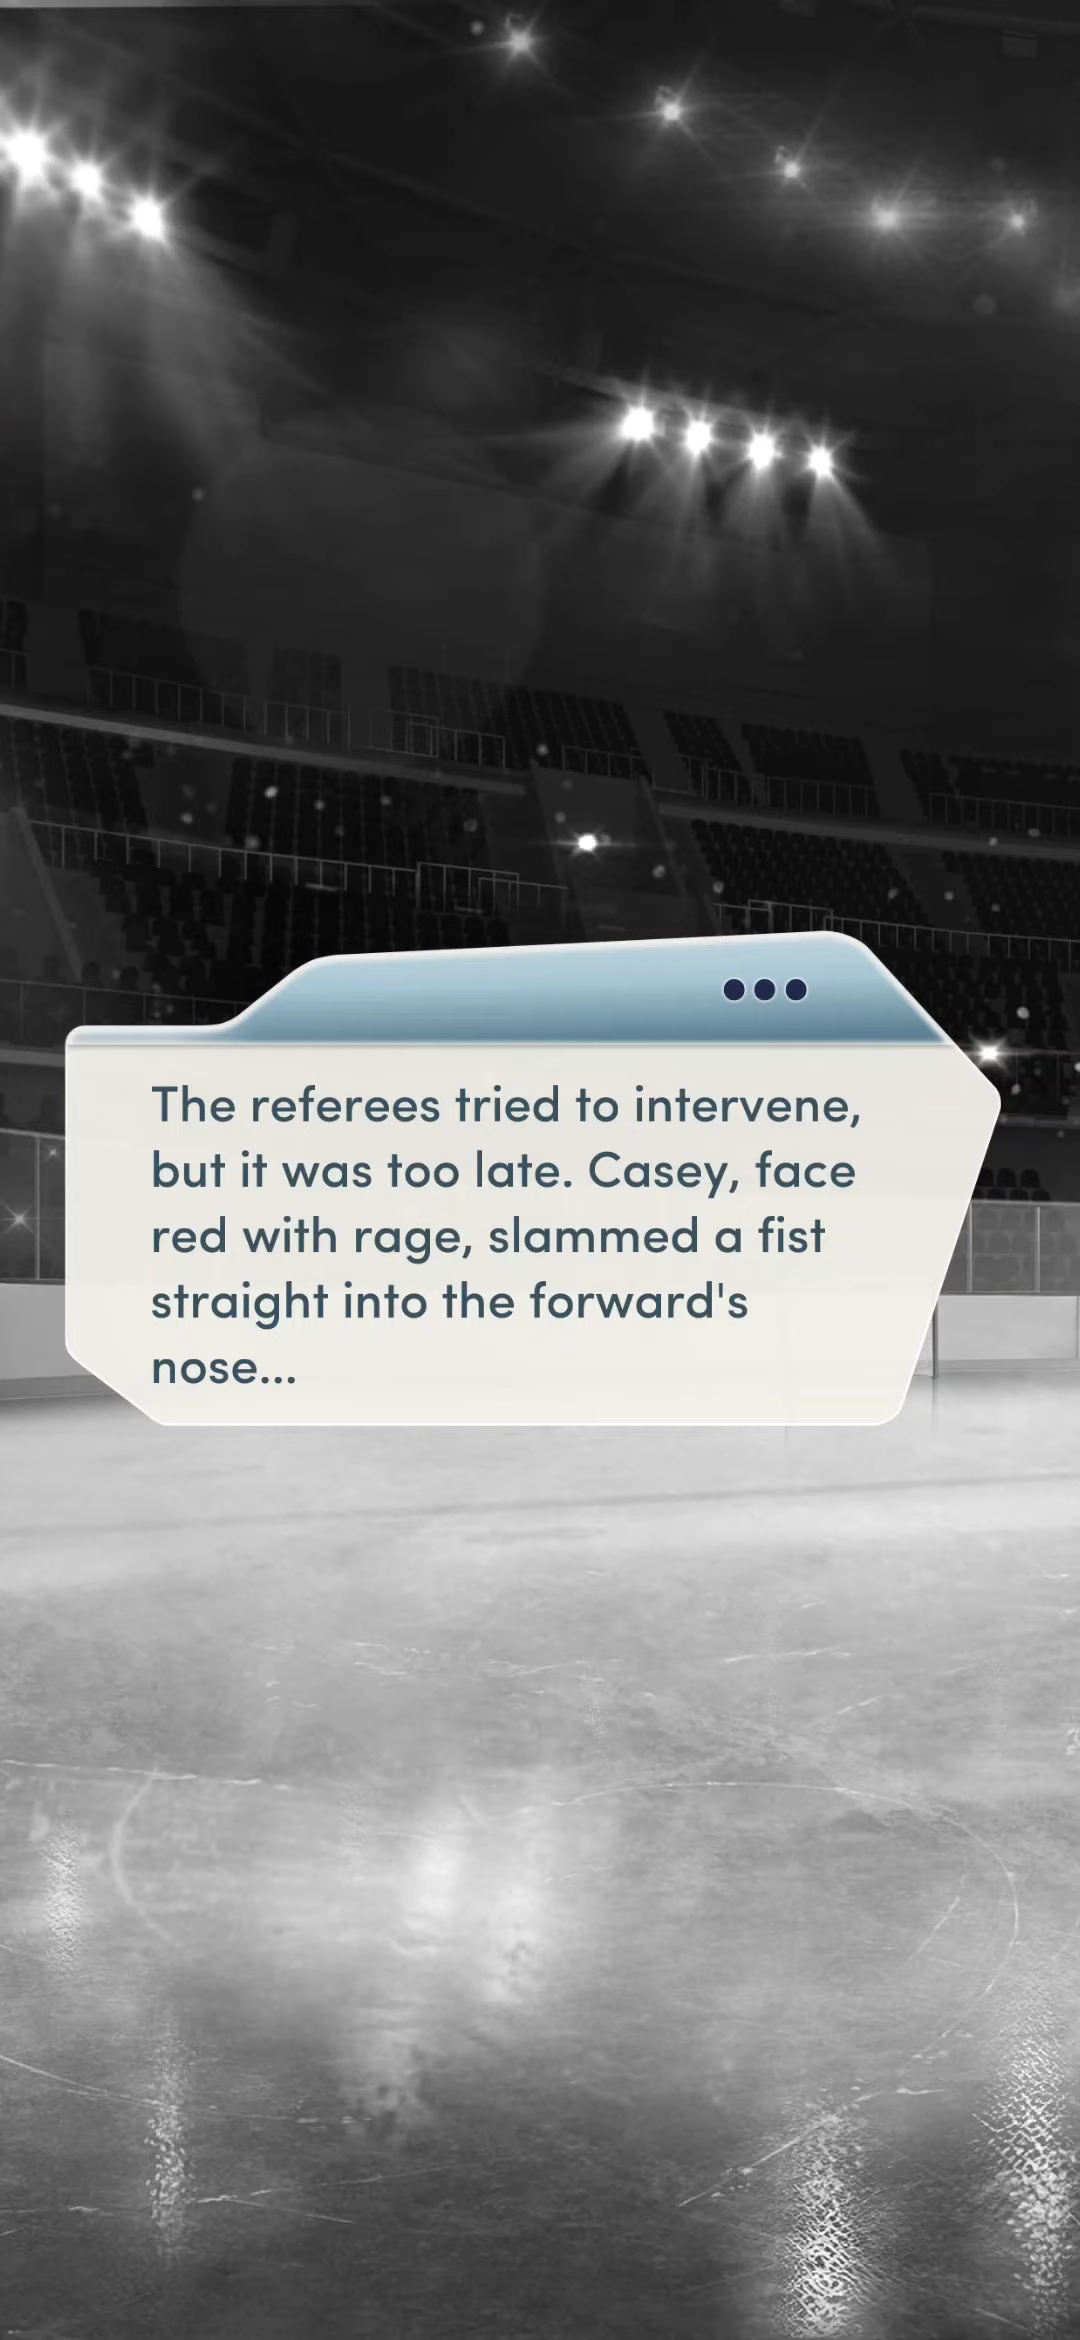 The referees tried to intervene,
but it was too late. Casey, face
red with rage, slammed a fist
straight into the forward's
nose...